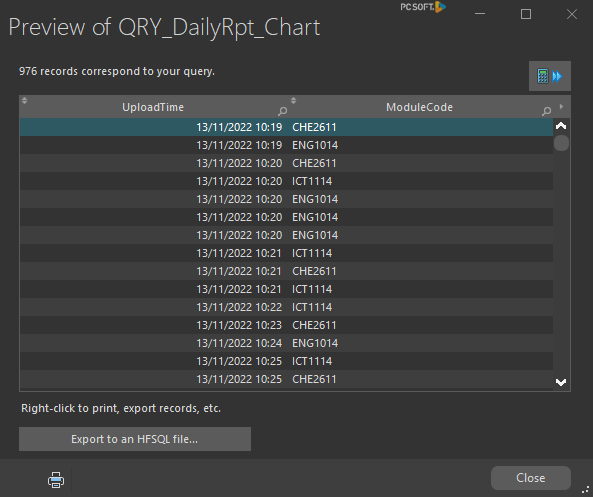 PCSOFT
Preview of QRY_DailyRpt_Chart
976 records correspond to your query.
UploadTime ModuleCode
13/11/2022 10:19 CHE2611
13/11/2022 10:19 ENG1014
13/11/2022 10:20 CHE2611
13/11/2022 10:20 ICT1114
13/11/2022 10:20 ENG1014
13/11/2022 10:20 ENG1014
13/11/2022 10:20 ENG1014
13/11/2022 10:21 ICT1114
13/11/2022 10:21 CHE2611
13/11/2022 10:21 ICT1114
13/11/2022 10:22 ICT1114
13/11/2022 10:23 CHE2611
13/11/2022 10:24 ENG1014
13/11/2022 10:25 ICT1114
13/11/2022 10:25 CHE2611
Right-click to print, export records, etc.
Export to an HFSQL file...
Close